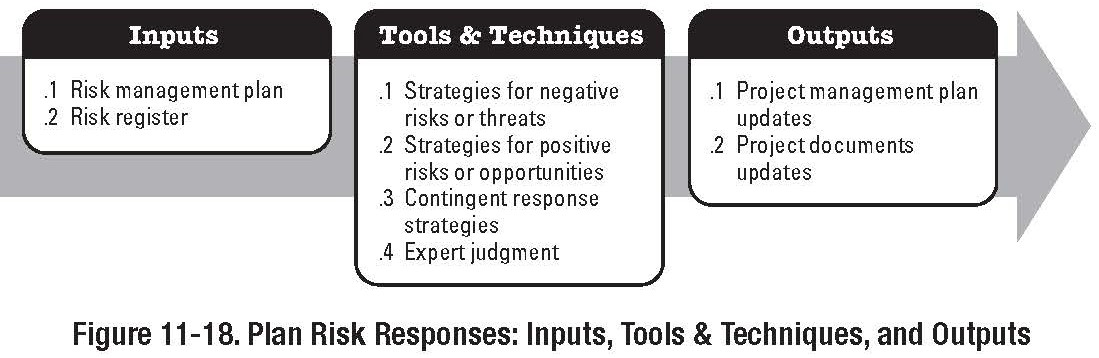 Inputs
.1 Risk management plan
.2 Risk register
Tools & Techniques
.1 Strategies for negative
risks or threats
.2 Strategies for positive
risks or opportunities
.3 Contingent response
strategies
.4 Expert judgment
Outputs
.1 Project management plan
updates
.2 Project documents
updates
Figure 11-18. Plan Risk Responses: Inputs, Tools & Techniques, and Outputs